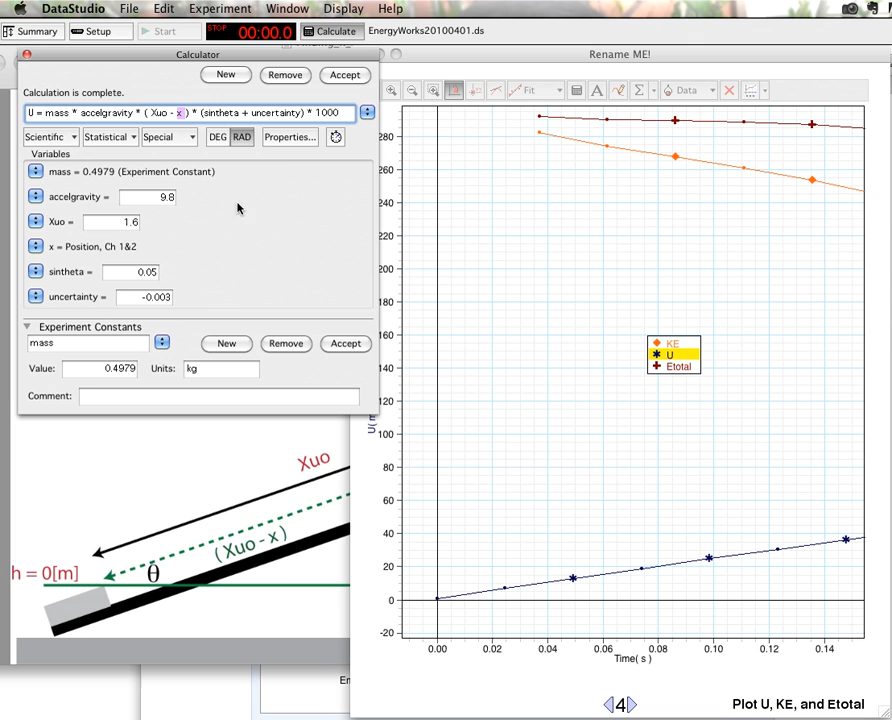 DataStudio File Edit Experiment Window Display Help
Summary Setup Start STOP 00:00.0 Calculate EnergyWorks20100401.ds
Calculator
New Remove Accept
Calculation is complete.
U = mass * accelgravity * ( Xuo - x ) * (sintheta + uncertainty) * 1000
Scientific Statistical Special DEG RAD Properties...
Variables
mass = 0.4979 (Experiment Constant)
accelgravity = 9.8
Xuo = 1.6
x = Position, Ch 1&2
sintheta = 0.05
uncertainty = -0.003
Experiment Constants
mass New Remove Accept
Value: 0.4979 Units: kg
Comment:
Xuo
(Xuo - x)
h = 0[m]
θ
Rename ME!
Fit A Σ Data
280
260
240
220
200
180
160
140
120
100
80
60
40
20
0
-20
U( m
KE
U
Etotal
0.00 0.02 0.04 0.06 0.08 0.10 0.12 0.14
Time( s )
4
Plot U, KE, and Etotal